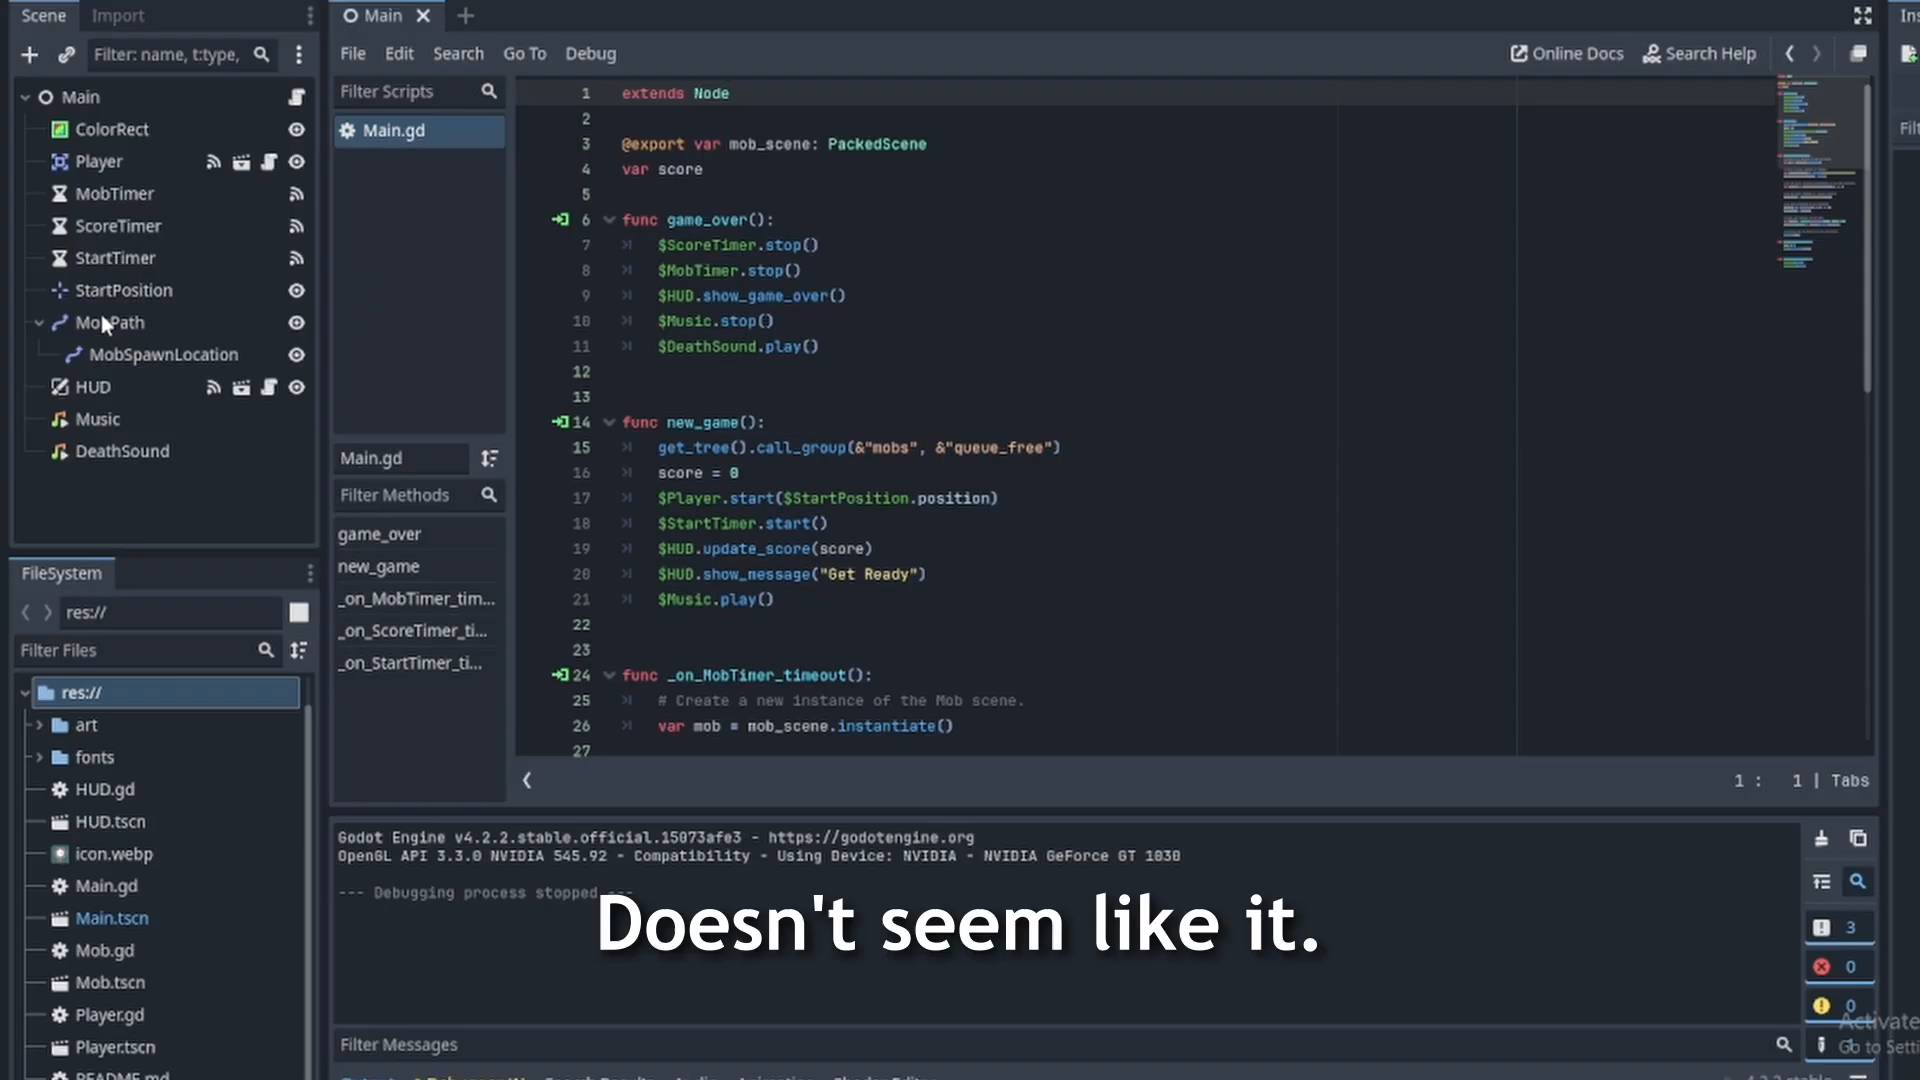 Scene
Import
Filter: name, t:type,
Main
ColorRect
Player
MobTimer
ScoreTimer
StartTimer
StartPosition
MobSpawnLocation
HUD
Music
DeathSound
FileSystem
res://
Filter Files
res://
art
fonts
HUD.gd
HUD.tscn
icon.webp
Main.gd
Main.tscn
Mob.gd
Mob.tscn
Player.gd
Player.tscn
README.md
Main
File Edit Search Go To Debug
Online Docs Search Help
Filter Scripts
Main.gd
Main.gd
Filter Methods
game_over
new_game
_on_MobTimer_tim...
_on_ScoreTimer_ti...
_on_StartTimer_ti...
1 extends Node
2
3 @export var mob_scene: PackedScene
4 var score
5
6 func game_over():
7 $ScoreTimer.stop()
8 $MobTimer.stop()
9 $HUD.show_game_over()
10 $Music.stop()
11 $DeathSound.play()
12
13
14 func new_game():
15 get_tree().call_group(&"mobs", &"queue_free")
16 score = 0
17 $Player.start($StartPosition.position)
18 $StartTimer.start()
19 $HUD.update_score(score)
20 $HUD.show_message("Get Ready")
21 $Music.play()
22
23
24 func _on_MobTimer_timeout():
25 # Create a new instance of the Mob scene.
26 var mob = mob_scene.instantiate()
27
1 : 1 | Tabs
Godot Engine v4.2.2.stable.official.15073afe3 - https://godotengine.org
OpenGL API 3.3.0 NVIDIA 545.92 - Compatibility - Using Device: NVIDIA - NVIDIA GeForce GT 1030
--- Debugging process stopped ---
Doesn't seem like it.
3
0
0
Filter Messages
Activate
Go to Setti